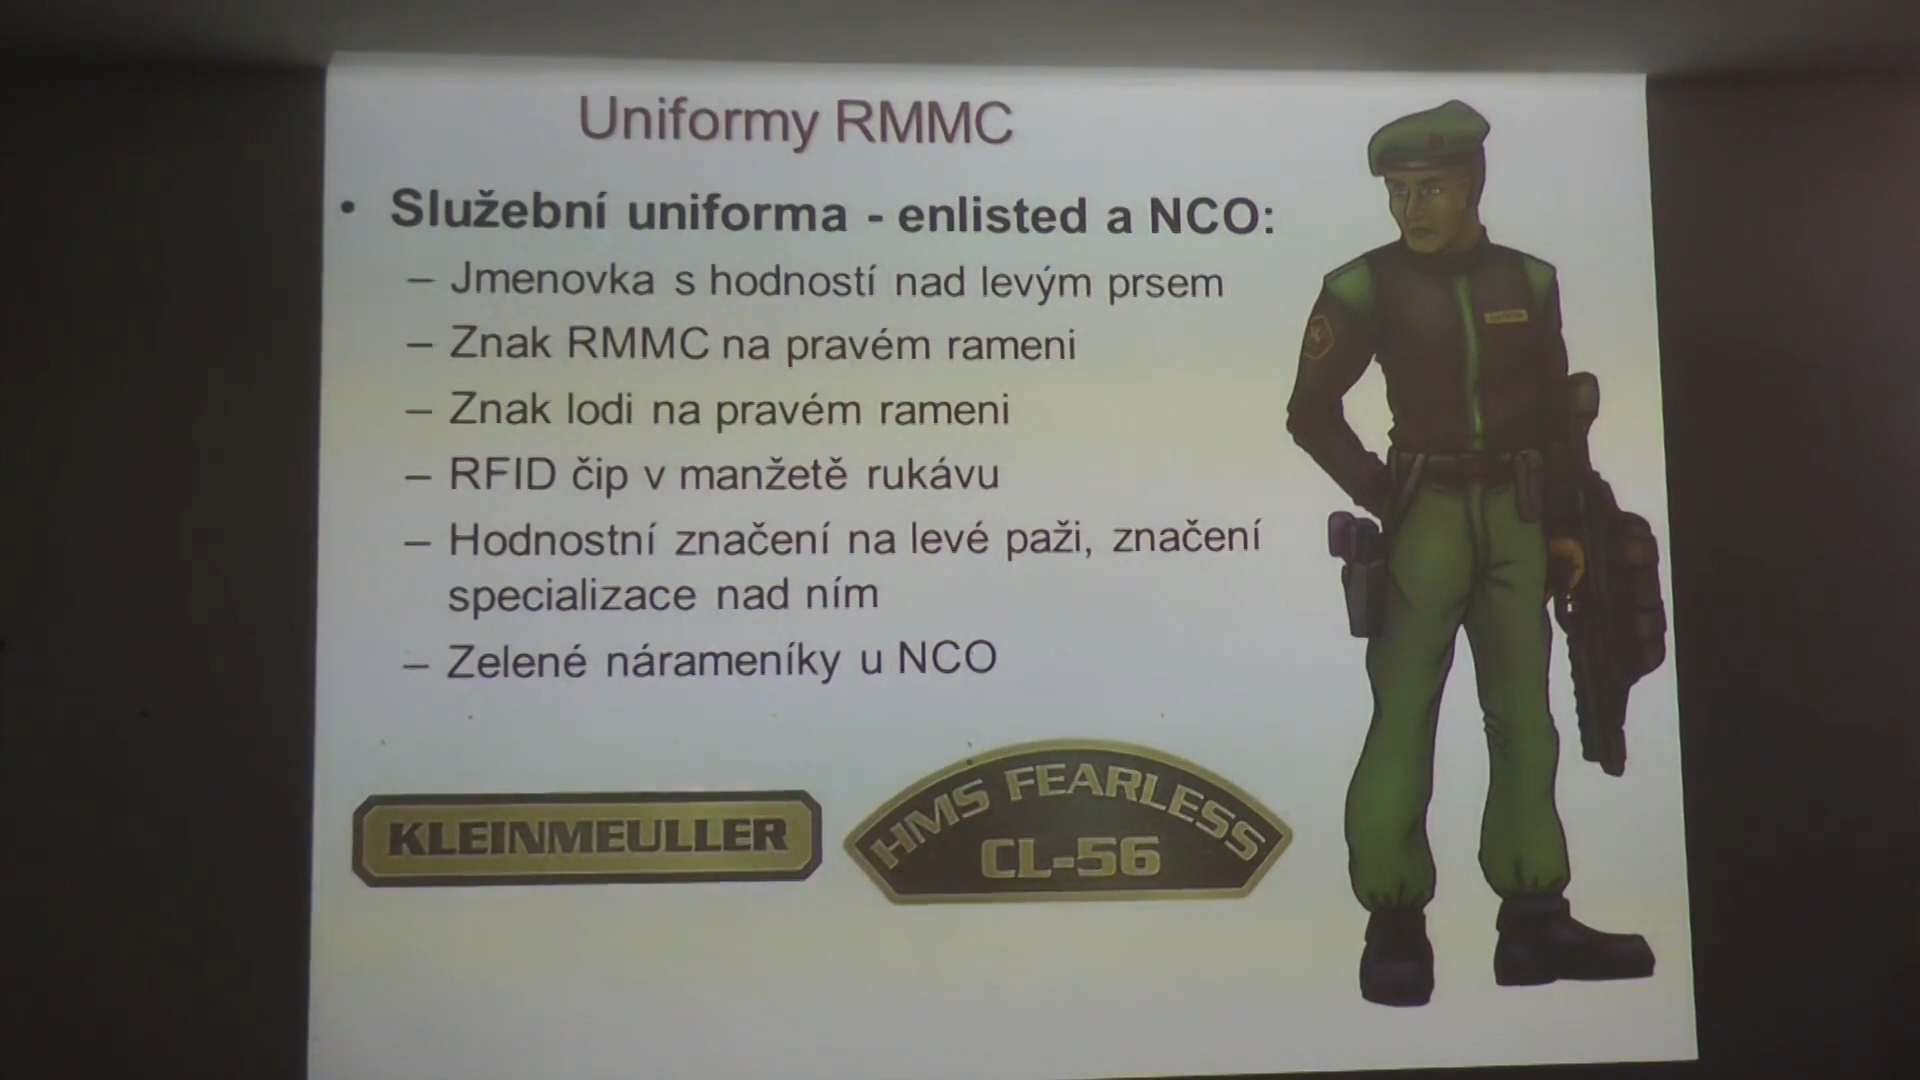 Uniformy RMMC
• Služební uniforma - enlisted a NCO:
– Jmenovka s hodností nad levým prsem
– Znak RMMC na pravém rameni
– Znak lodi na pravém rameni
– RFID čip v manžetě rukávu
– Hodnostní značení na levé paži, značení
specializace nad ním
– Zelené nárameníky u NCO
KLEINMEULLER
HMS FEARLESS
CL-56